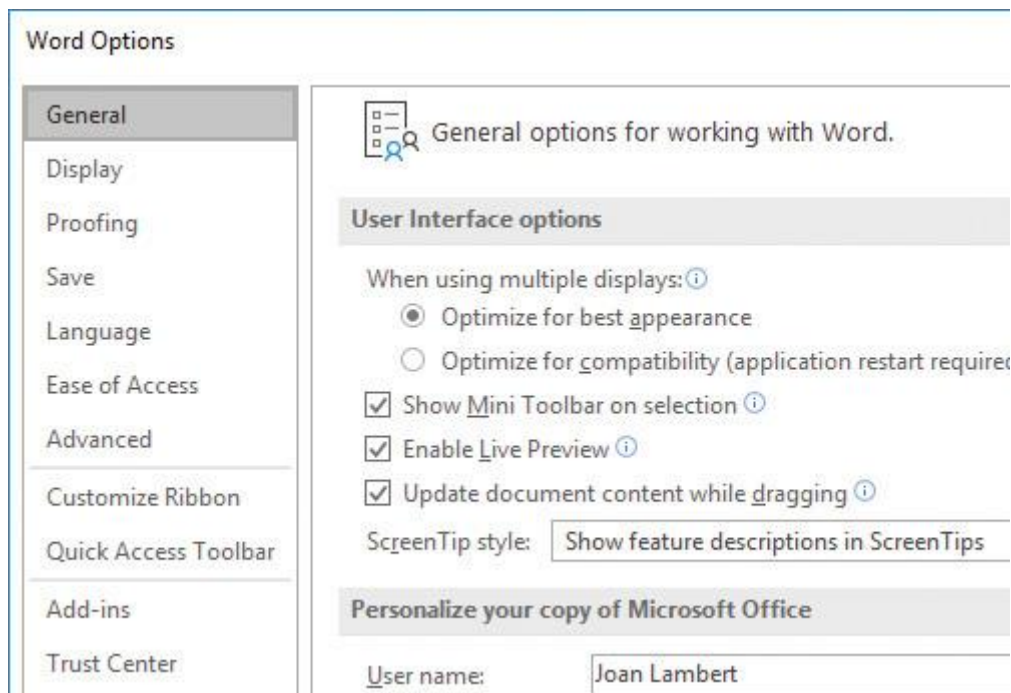 Word Options
General
Display
Proofing
Save
Language
Ease of Access
Advanced
Customize Ribbon
Quick Access Toolbar
Add-ins
Trust Center
General options for working with Word.
User Interface options
When using multiple displays:
Optimize for best appearance
Optimize for compatibility (application restart required
Show Mini Toolbar on selection
Enable Live Preview
Update document content while dragging
ScreenTip style: Show feature descriptions in ScreenTips
Personalize your copy of Microsoft Office
User name: Joan Lambert